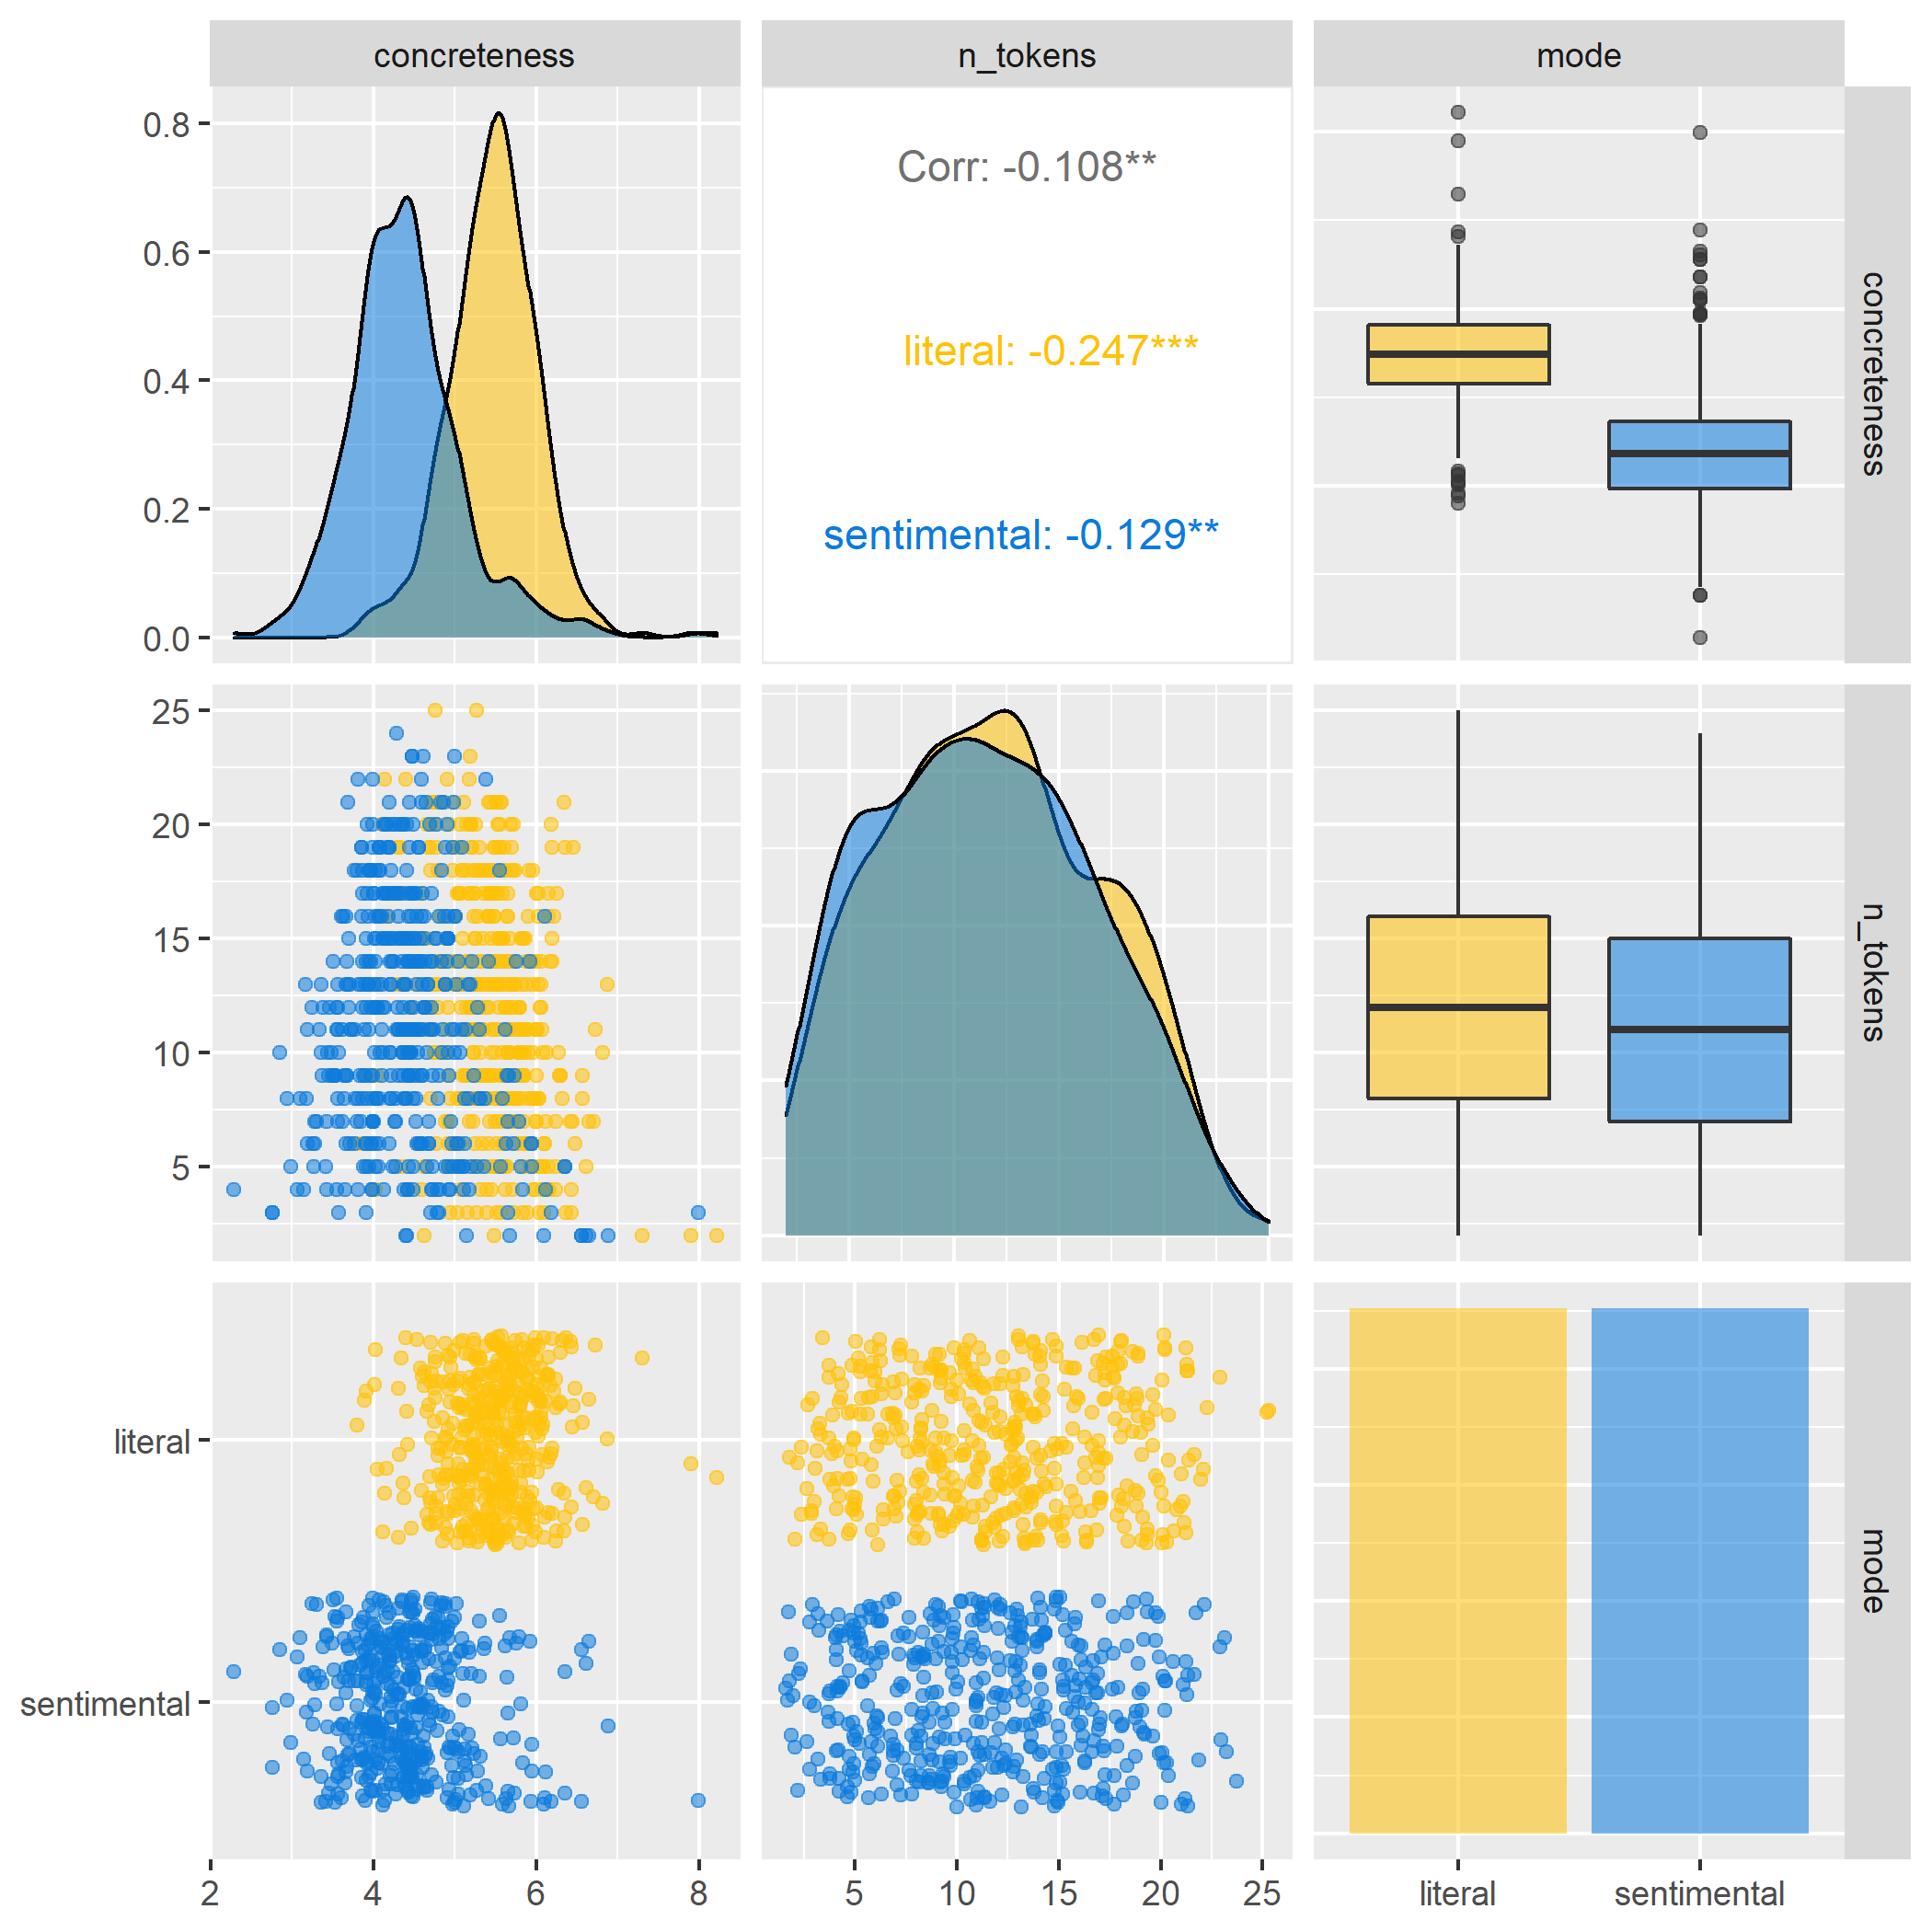 concreteness
n_tokens
mode
0.8
0.6
0.4
0.2
0.0
Corr: -0.108**
literal: -0.247***
sentimental: -0.129**
concreteness
25
20
15
10
5
n_tokens
literal
sentimental
mode
2 4 6 8
5 10 15 20 25
literal sentimental